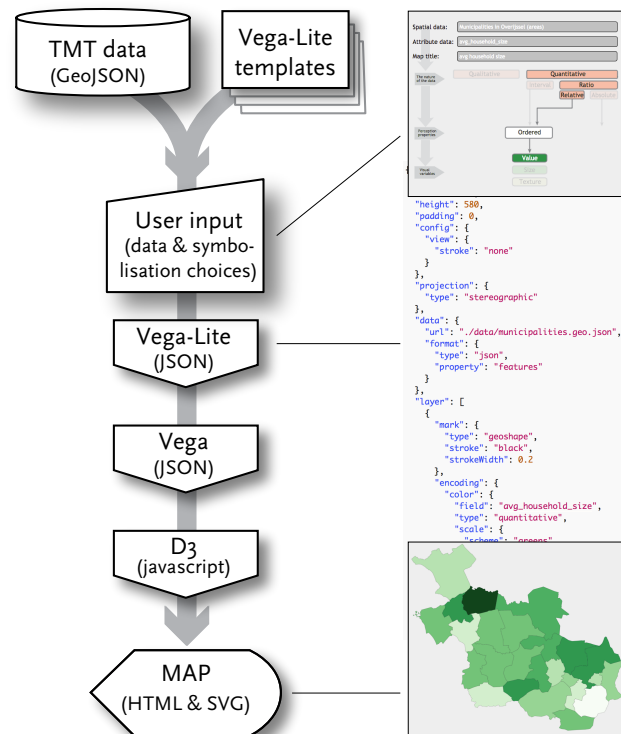 TMT data
(GeoJSON)
Vega-Lite
templates
User input
(data & symbo-
lisation choices)
Vega-Lite
(JSON)
Vega
(JSON)
D3
(javascript)
MAP
(HTML & SVG)
Spatial data: Municipalities in Overijssel (areas)
Attribute data: avg_household_size
Map title: avg household size
The nature
of the data
Qualitative
Quantitative
Interval
Ratio
Relative
Absolute
Perceptual
properties
Ordered
Visual
variables
Value
Size
Texture
{
"height": 580,
"padding": 0,
"config": {
"view": {
"stroke": "none"
}
},
"projection": {
"type": "stereographic"
},
"data": {
"url": "./data/municipalities.geo.json",
"format": {
"type": "json",
"property": "features"
}
},
"layer": [
{
"mark": {
"type": "geoshape",
"stroke": "black",
"strokeWidth": 0.2
},
"encoding": {
"color": {
"field": "avg_household_size",
"type": "quantitative",
"scale": {
"scheme": "greens"